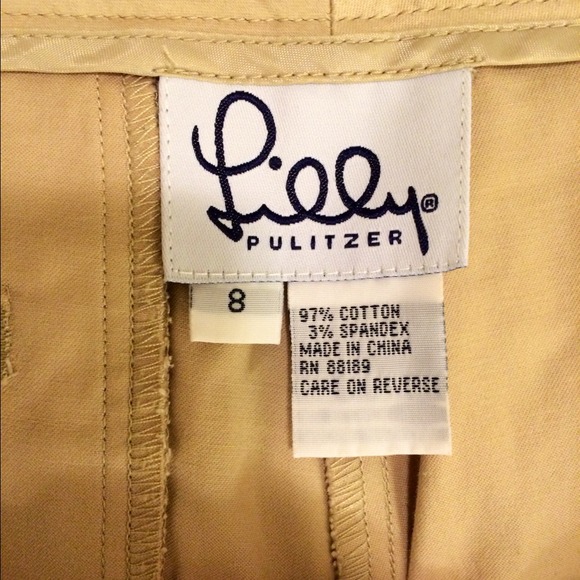 Lilly®
PULITZER
8
97% COTTON
3% SPANDEX
MADE IN CHINA
RN 88189
CARE ON REVERSE